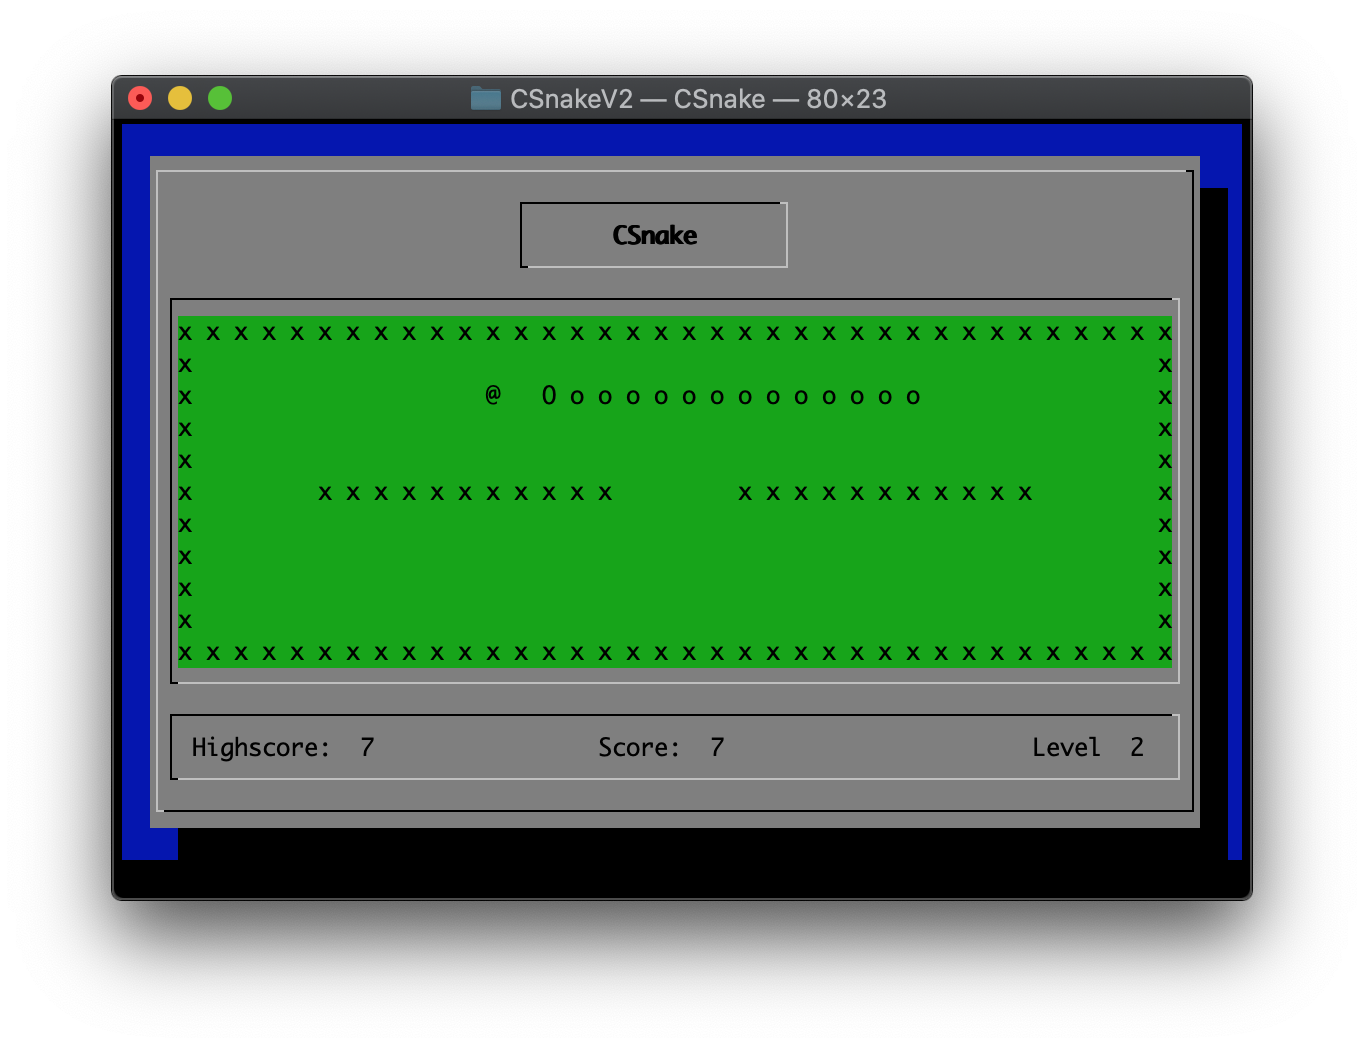 CSnakeV2 — CSnake — 80×23
CSnake
x x x x x x x x x x x x x x x x x x x x x x x x x x x x x x x x x x x x
x x
x @ O o o o o o o o o o o o o o x
x x
x x
x x x x x x x x x x x x x x x x x x x x x x x x
x x
x x
x x
x x
x x x x x x x x x x x x x x x x x x x x x x x x x x x x x x x x x x x x
Highscore: 7 Score: 7 Level 2